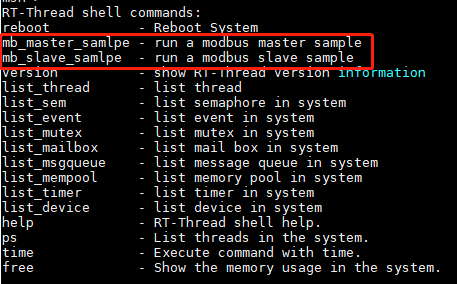 RT-Thread shell commands:
reboot - Reboot System
mb_master_samlpe - run a modbus master sample
mb_slave_samlpe - run a modbus slave sample
version - show RT-Thread version information
list_thread - list thread
list_sem - list semaphore in system
list_event - list event in system
list_mutex - list mutex in system
list_mailbox - list mail box in system
list_msgqueue - list message queue in system
list_mempool - list memory pool in system
list_timer - list timer in system
list_device - list device in system
help - RT-Thread shell help.
ps - List threads in the system.
time - Execute command with time.
free - Show the memory usage in the system.